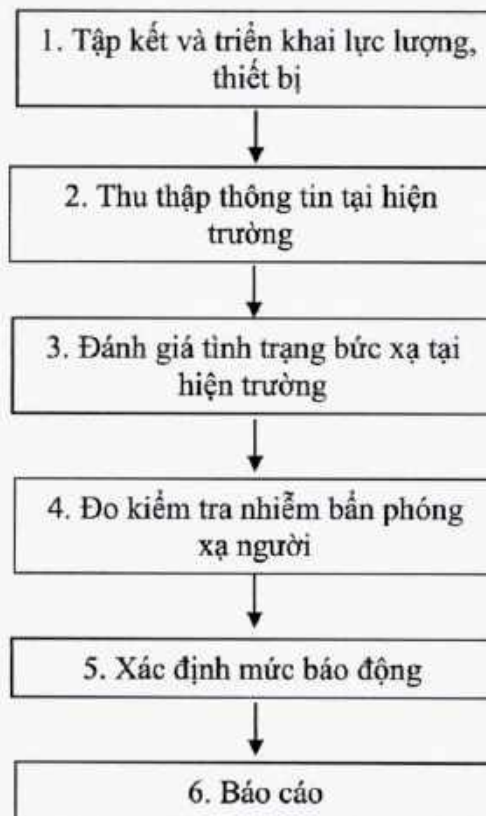 1. Tập kết và triển khai lực lượng,
thiết bị
2. Thu thập thông tin tại hiện
trường
3. Đánh giá tình trạng bức xạ tại
hiện trường
4. Đo kiểm tra nhiễm bẩn phóng
xạ người
5. Xác định mức báo động
6. Báo cáo